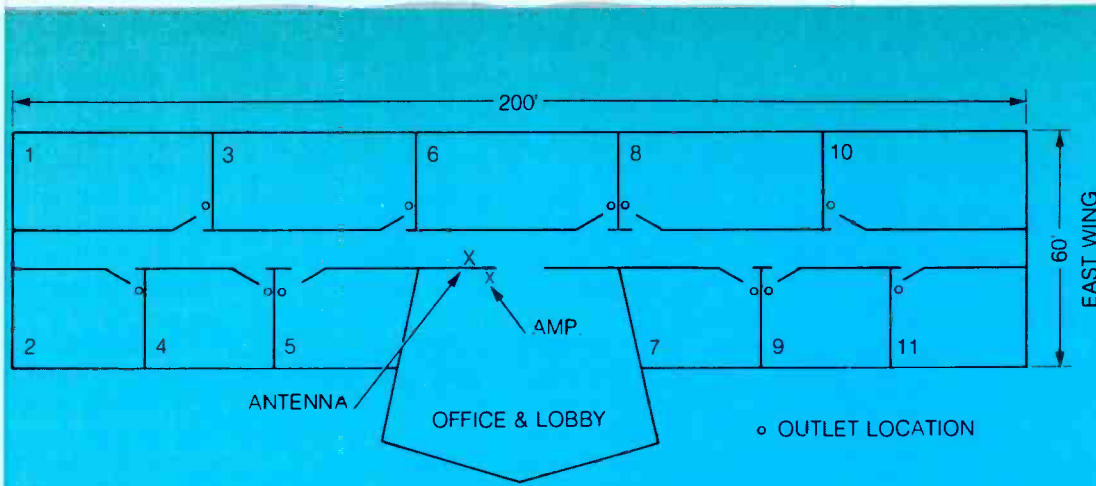 200'
1 3 6 8 10
60'
EAST WING
X
X
AMP.
2 4 5 7 9 11
ANTENNA
OFFICE & LOBBY
OUTLET LOCATION